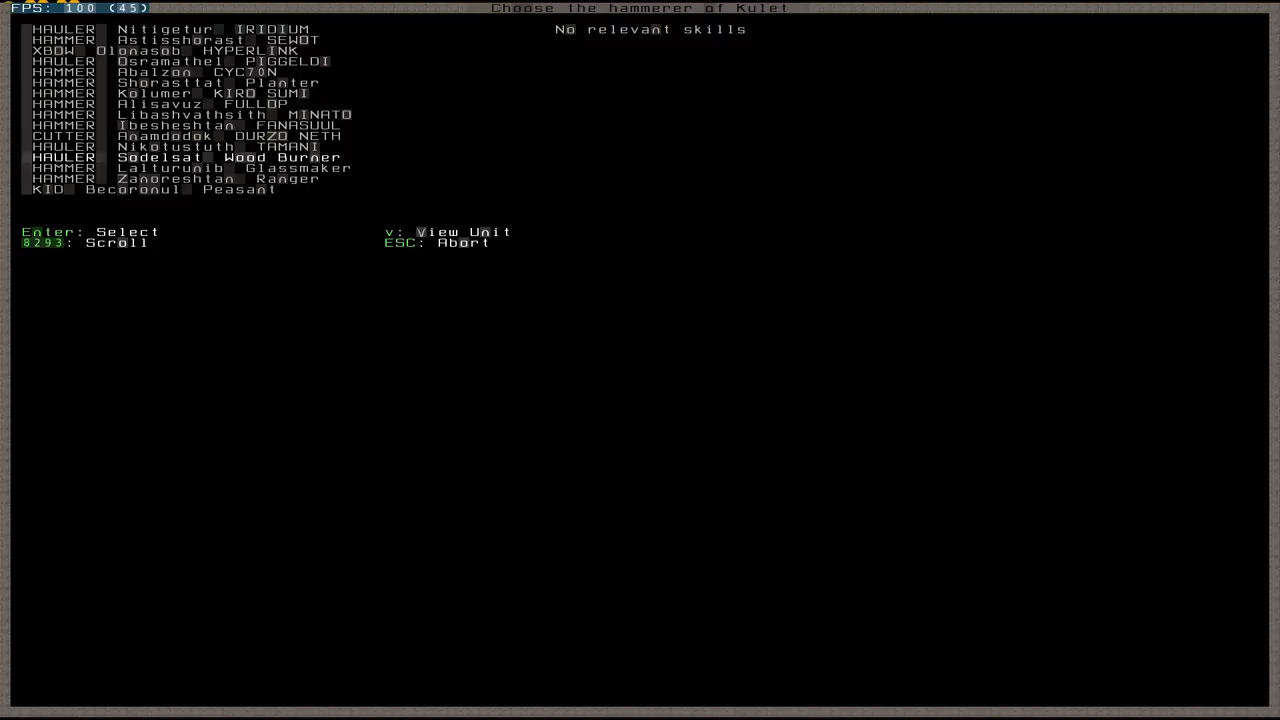 FPS: 100 (45)
Choose the hammerer of Kulet
HAULER Nitigetur IRIDIUM
No relevant skills
HAMMER Astisshorast SEWOT
XBOW Olonasob HYPERLINK
HAULER Osramathel PIGGELDI
HAMMER Abalzon CYC70N
HAMMER Shorasttat Planter
HAMMER Kolumer KIRO SUMI
HAMMER Alisavuz FULLOP
HAMMER Libashvathsith MINATO
HAMMER Ibesheshtan FANASUUL
CUTTER Anamdodok DURZO NETH
HAULER Nikotustuth TAMANI
HAULER Sodelsat Wood Burner
HAMMER Lalturunib Glassmaker
HAMMER Zanoreshtan Ranger
KID Becoronul Peasant
Enter: Select
v: View Unit
8293: Scroll
ESC: Abort